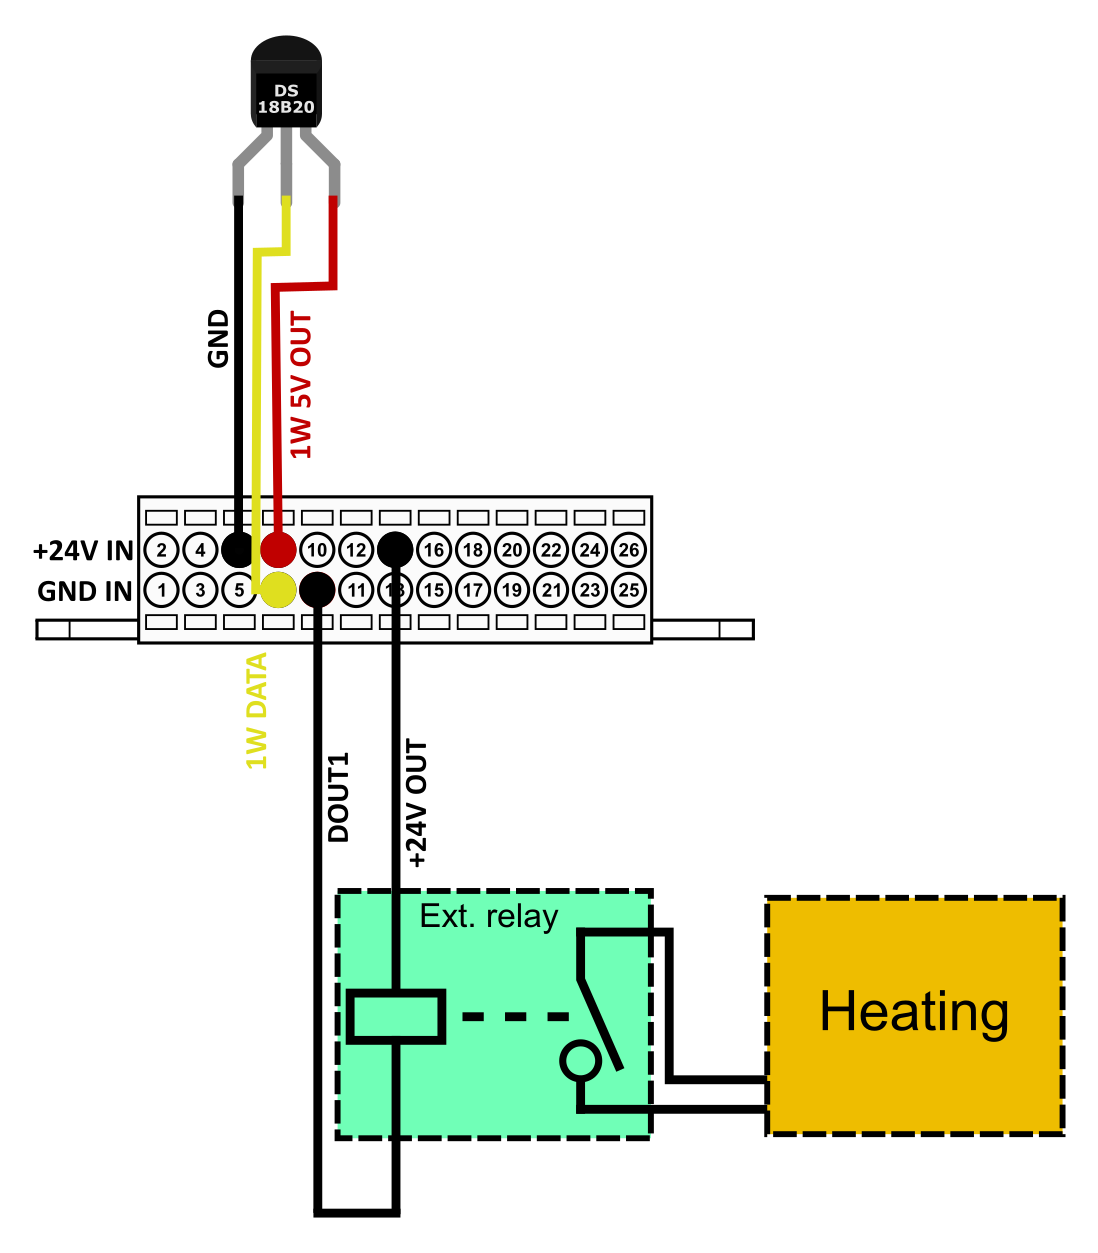 DS
18B20
GND
1W 5V OUT
+24V IN
2 4 10 12 16 18 20 22 24 26
GND IN
1 3 5 11 13 15 17 19 21 23 25
1W DATA
DOUT1
+24V OUT
Ext. relay
Heating